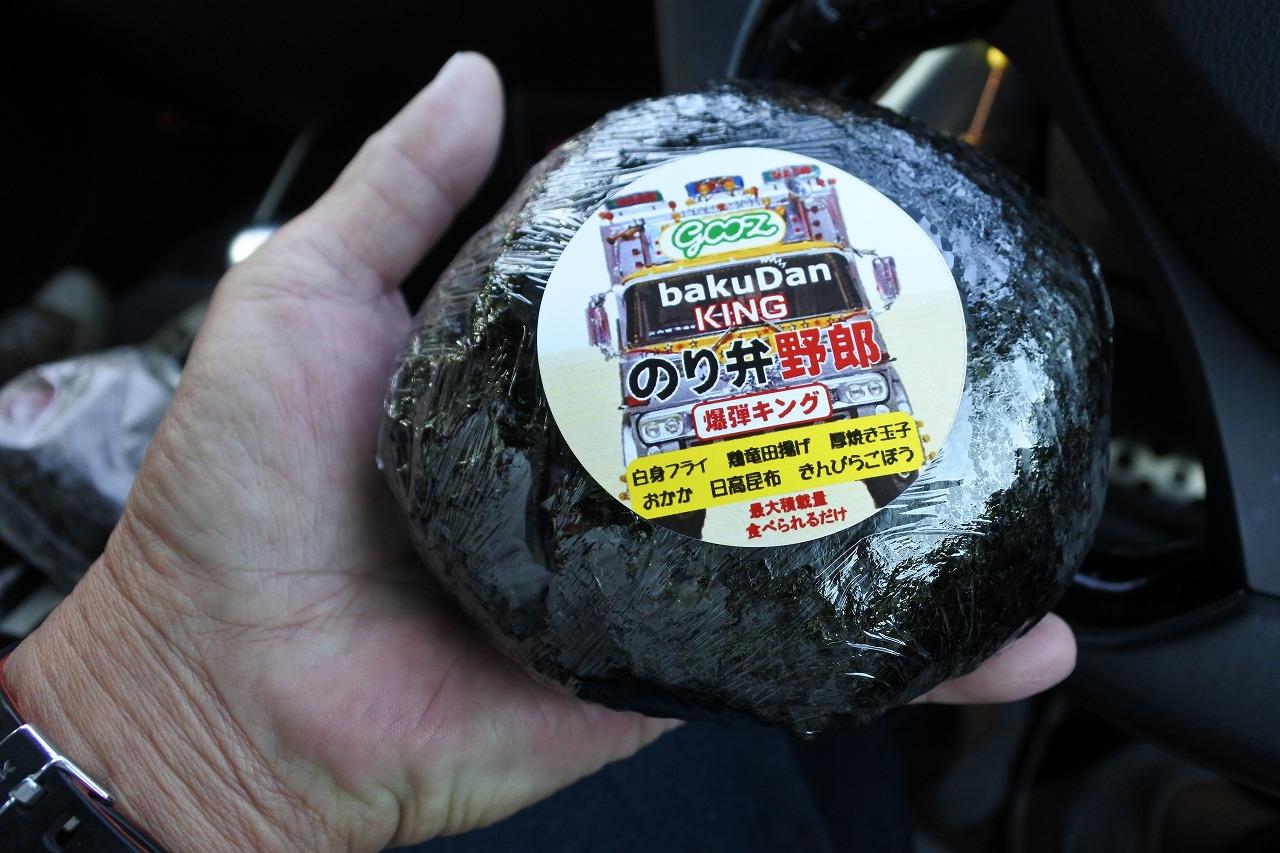 gooz
bakuDan
KING
のり弁野郎
爆弾キング
白身フライ 鶏竜田揚げ 厚焼き玉子
おかか 日高昆布 きんぴらごぼう
最大積載量
食べられるだけ